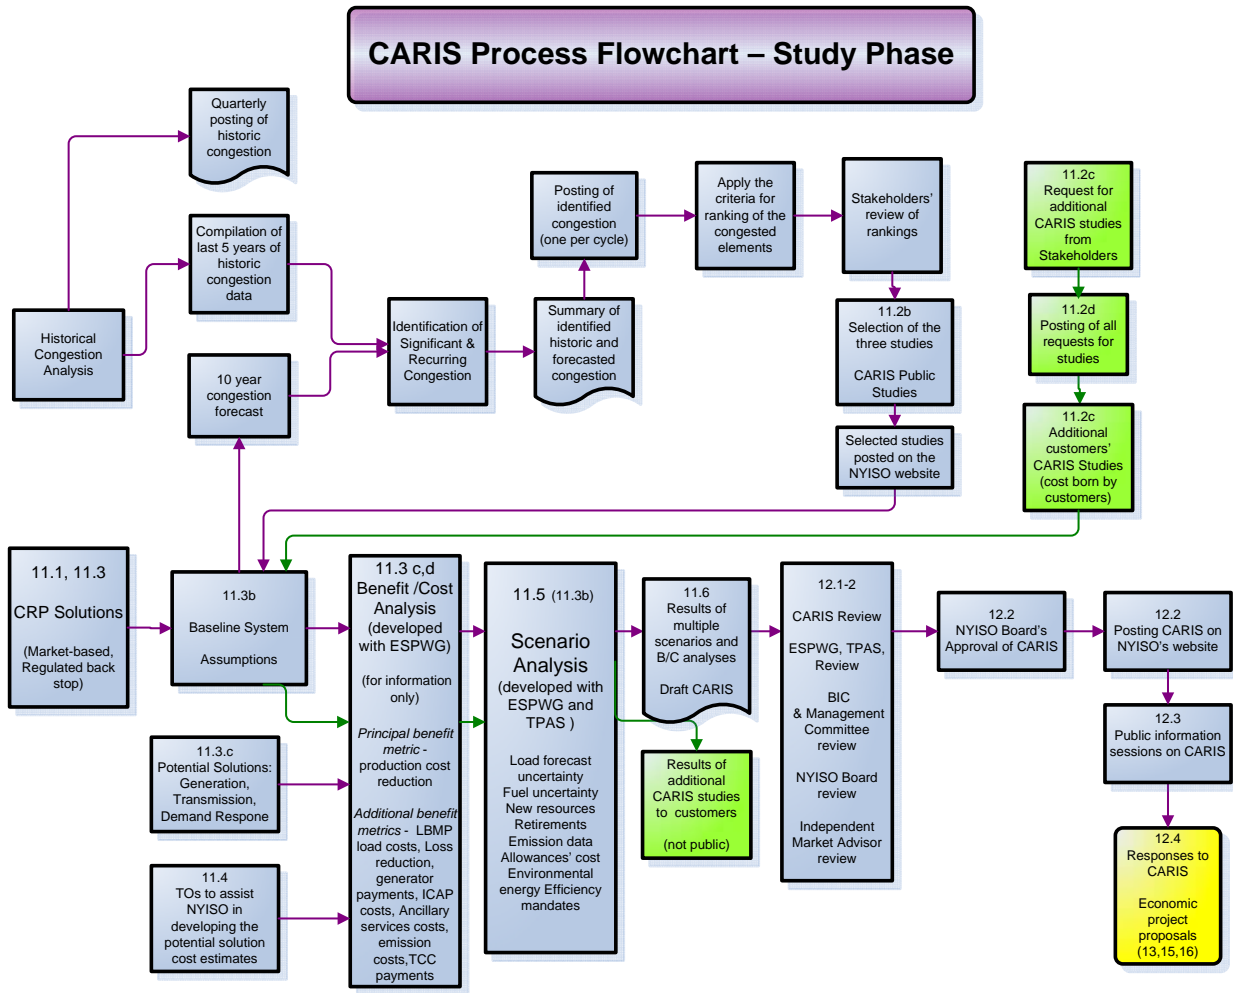 CARIS Process Flowchart – Study Phase
Quarterly
posting of
historic
congestion
Compilation of
last 5 years of
historic
congestion
data
Historical
Congestion
Analysis
10 year
congestion
forecast
Identification of
Significant &
Recurring
Congestion
Posting of
identified
congestion
(one per cycle)
Summary of
identified
historic and
forecasted
congestion
Apply the
criteria for
ranking of the
congested
elements
Stakeholders'
review of
rankings
11.2b
Selection of the
three studies
CARIS Public
Studies
Selected studies
posted on the
NYISO website
11.2c
Request for
additional
CARIS studies
from
Stakeholders
11.2d
Posting of all
requests for
studies
11.2c
Additional
customers'
CARIS Studies
(cost born by
customers)
11.1, 11.3
CRP Solutions
(Market-based,
Regulated back
stop)
11.3b
Baseline System
Assumptions
11.3.c
Potential Solutions:
Generation,
Transmission,
Demand Respone
11.4
TOs to assist
NYISO in
developing the
potential solution
cost estimates
11.3 c,d
Benefit /Cost
Analysis
(developed
with ESPWG)
(for information
only)
Principal benefit
metric -
production cost
reduction
Additional benefit
metrics - LBMP
load costs, Loss
reduction,
generator
payments, ICAP
costs, Ancillary
services costs,
emission
costs,TCC
payments
11.5 (11.3b)
Scenario
Analysis
(developed with
ESPWG and
TPAS )
Load forecast
uncertainty
Fuel uncertainty
New resources
Retirements
Emission data
Allowances' cost
Environmental
energy Efficiency
mandates
11.6
Results of
multiple
scenarios and
B/C analyses
Draft CARIS
Results of
additional
CARIS studies
to customers
(not public)
12.1-2
CARIS Review
ESPWG, TPAS,
Review
BIC
& Management
Committee
review
NYISO Board
review
Independent
Market Advisor
review
12.2
NYISO Board's
Approval of CARIS
12.2
Posting CARIS on
NYISO's website
12.3
Public information
sessions on CARIS
12.4
Responses to
CARIS
Economic
project
proposals
(13,15,16)